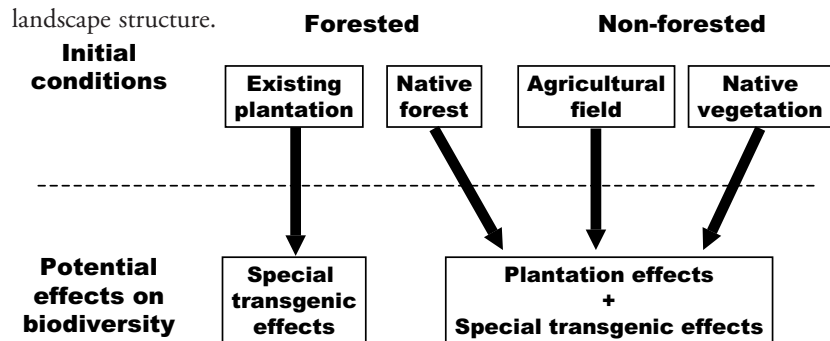 landscape structure.
Forested Non-forested
Initial
conditions
Existing
plantation
Native
forest
Agricultural
field
Native
vegetation
Potential
effects on
biodiversity
Special
transgenic
effects
Plantation effects
+
Special transgenic effects